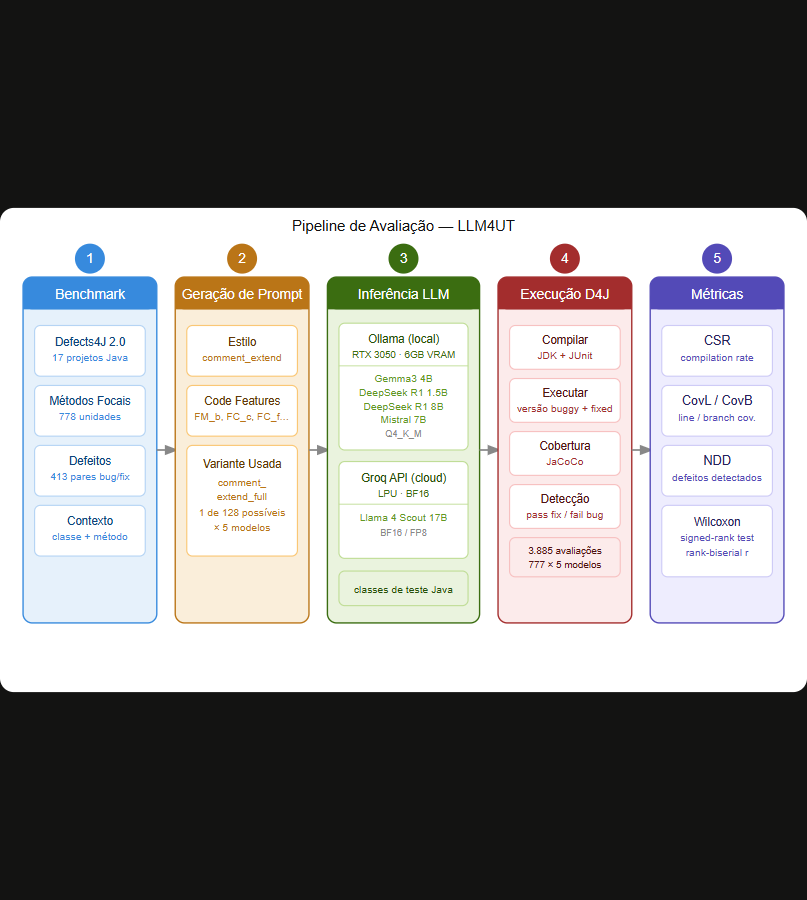 Pipeline de Avaliação — LLM4UT
1
Benchmark
Defects4J 2.0
17 projetos Java
Métodos Focais
778 unidades
Defeitos
413 pares bug/fix
Contexto
classe + método
2
Geração de Prompt
Estilo
comment_extend
Code Features
FM_b, FC_c, FC_f...
Variante Usada
comment_
extend_full
1 de 128 possíveis
× 5 modelos
3
Inferência LLM
Ollama (local)
RTX 3050 · 6GB VRAM
Gemma3 4B
DeepSeek R1 1.5B
DeepSeek R1 8B
Mistral 7B
Q4_K_M
Groq API (cloud)
LPU · BF16
Llama 4 Scout 17B
BF16 / FP8
classes de teste Java
4
Execução D4J
Compilar
JDK + JUnit
Executar
versão buggy + fixed
Cobertura
JaCoCo
Detecção
pass fix / fail bug
3.885 avaliações
777 × 5 modelos
5
Métricas
CSR
compilation rate
CovL / CovB
line / branch cov.
NDD
defeitos detectados
Wilcoxon
signed-rank test
rank-biserial r